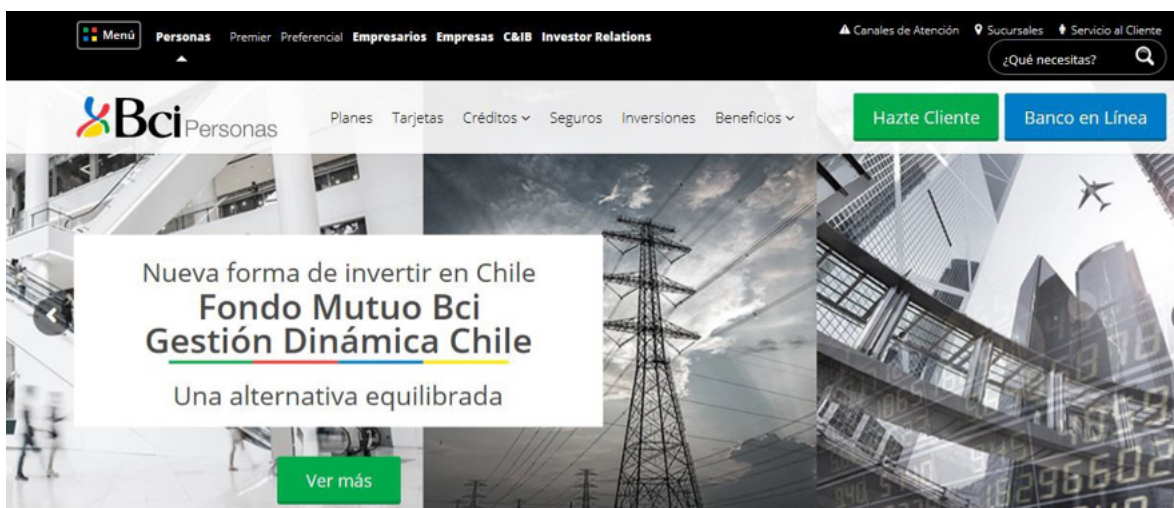 Menú Personas Premier Preferencial Empresarios Empresas C&IB Investor Relations
Canales de Atención Sucursales Servicio al Cliente
¿Qué necesitas?
Bci Personas
Planes Tarjetas Créditos Seguros Inversiones Beneficios
Hazte Cliente Banco en Línea
Nueva forma de invertir en Chile
Fondo Mutuo Bci
Gestión Dinámica Chile
Una alternativa equilibrada
Ver más